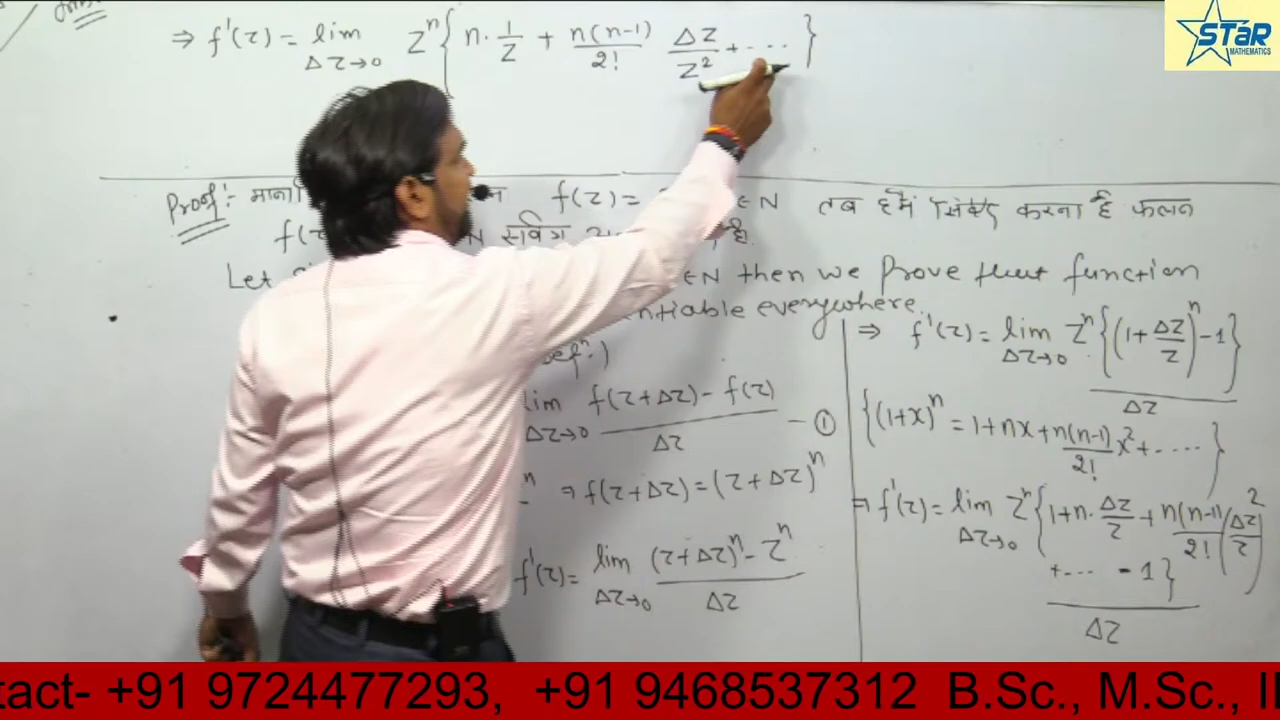 ⇒ f'(z) = lim Δz→0 z^n { n · 1/z + n(n-1)/2! Δz/z² + ---- }
STAR
MATHEMATICS
Proof:- माना f(z) = ∈N तब हमें सिद्ध करना है फलन
Let ∈N then we Prove that function
everywhere.
lim Δz→0 (f(z+Δz) - f(z))/Δz — ①
⇒ f(z+Δz) = (z+Δz)^n
f'(z) = lim Δz→0 ((z+Δz)^n - z^n)/Δz
⇒ f'(z) = lim Δz→0 z^n {(1+Δz/z)^n - 1}/Δz
{(1+x)^n = 1+nx+n(n-1)/2! x²+.....}
⇒ f'(z) = lim Δz→0 z^n {1+n.Δz/z + n(n-1)/2! (Δz/z)²
+---- - 1}/Δz
tact- +91 9724477293, +91 9468537312 B.Sc., M.Sc., I